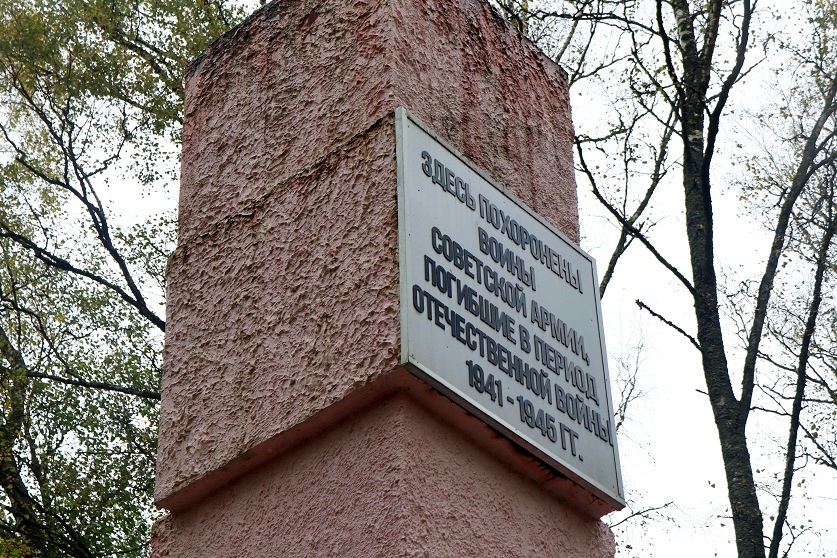 ЗДЕСЬ ПОХОРОНЕНЫ
ВОИНЫ
СОВЕТСКОЙ АРМИИ,
ПОГИБШИЕ В ПЕРИОД
ОТЕЧЕСТВЕННОЙ ВОЙНЫ
1941 - 1945 ГГ.